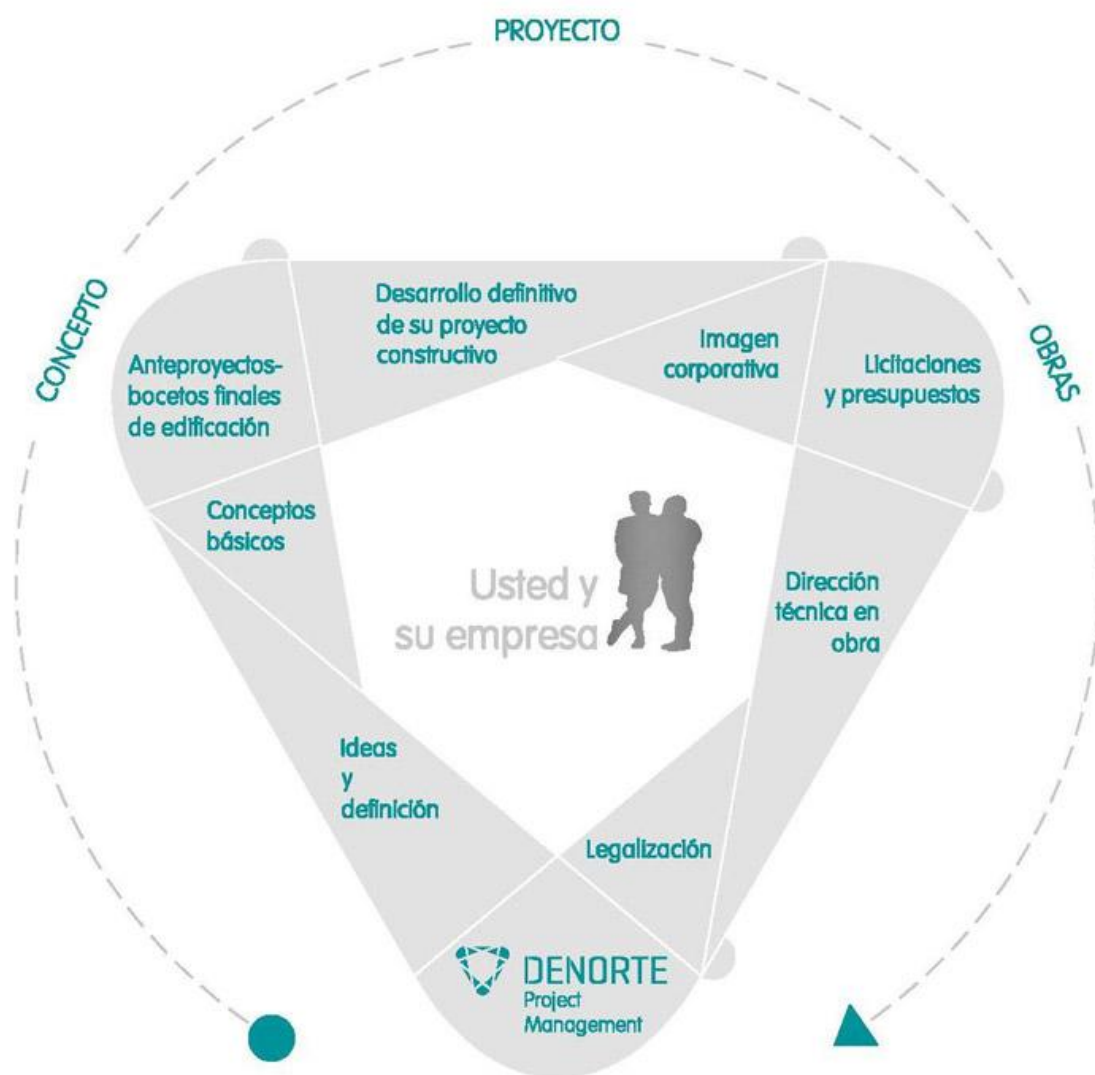 PROYECTO
CONCEPTO
OBRAS
Desarrollo definitivo
de su proyecto
constructivo
Imagen
corporativa
Anteproyectos-
bocetos finales
de edificación
Licitaciones
y presupuestos
Conceptos
básicos
Usted y
su empresa
Dirección
técnica en
obra
Ideas
y
definición
Legalización
DENORTE
Project
Management